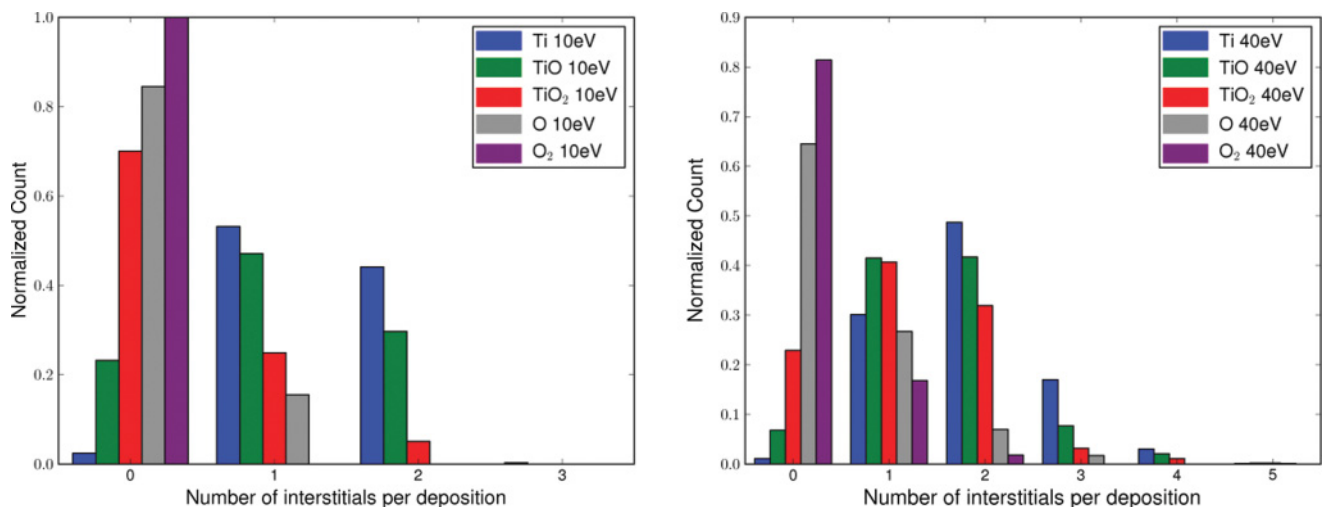 1.0
0.8
0.6
0.4
0.2
0.0
Normalized Count
0 1 2 3
Number of interstitials per deposition
Ti 10eV
TiO 10eV
TiO₂ 10eV
O 10eV
O₂ 10eV
0.9
0.8
0.7
0.6
0.5
0.4
0.3
0.2
0.1
0.0
Normalized Count
0 1 2 3 4 5
Number of interstitials per deposition
Ti 40eV
TiO 40eV
TiO₂ 40eV
O 40eV
O₂ 40eV